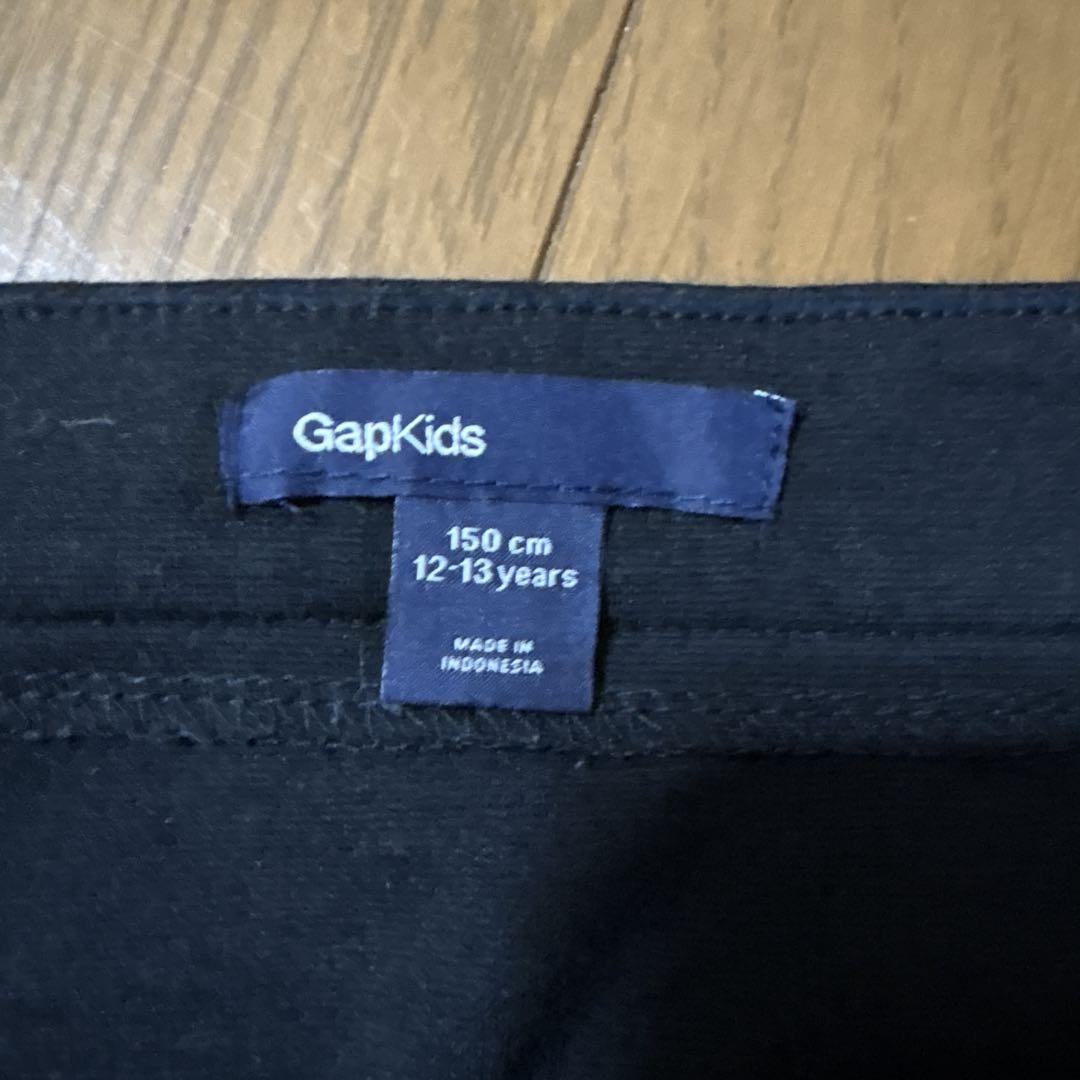 GapKids
150 cm
12-13 years
MADE IN
INDONESIA